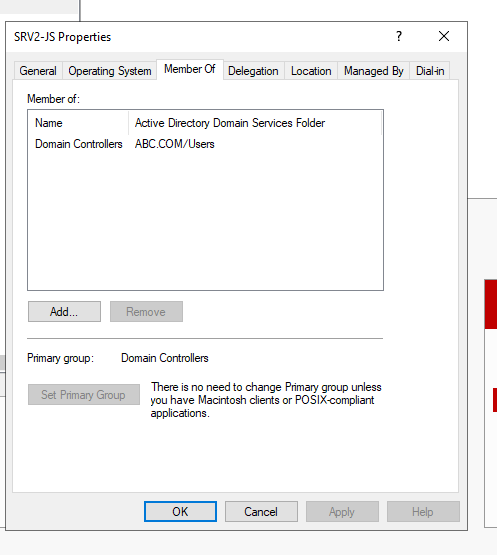 SRV2-JS Properties
?
General Operating System Member Of Delegation Location Managed By Dial-in
Member of:
Name Active Directory Domain Services Folder
Domain Controllers ABC.COM/Users
Add... Remove
Primary group: Domain Controllers
Set Primary Group
There is no need to change Primary group unless
you have Macintosh clients or POSIX-compliant
applications.
OK Cancel Apply Help